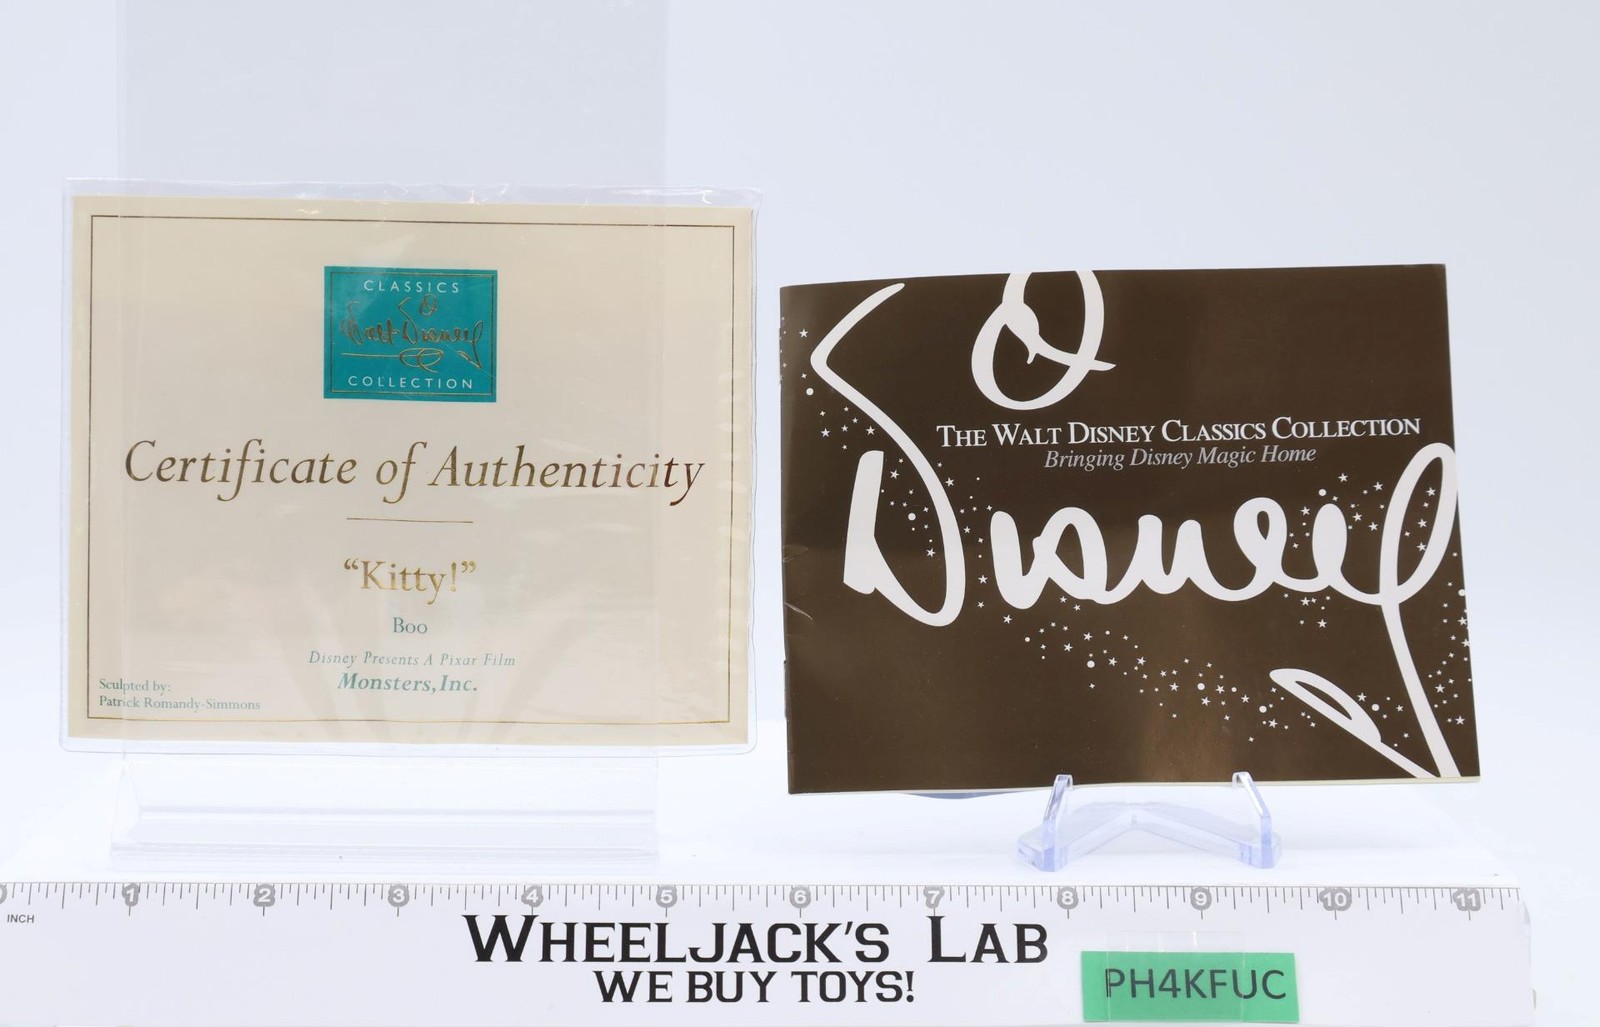 CLASSICS
Walt Disney
COLLECTION
Certificate of Authenticity
“Kitty!”
Boo
Disney Presents A Pixar Film
Monsters, Inc.
Sculpted by:
Patrick Romandy-Simmons
THE WALT DISNEY CLASSICS COLLECTION
Bringing Disney Magic Home
Disney
1 2 3 4 5 6 7 8 9 10 11
INCH
WHEELJACK'S LAB
WE BUY TOYS!
PH4KFUC